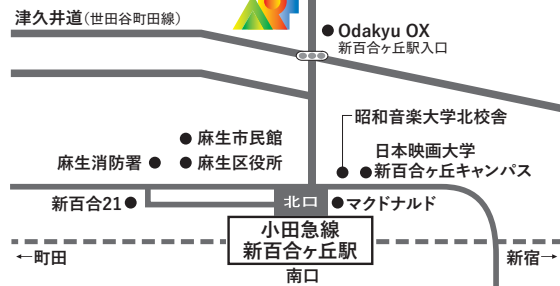 津久井道(世田谷町田線)
ART
Odakyu OX
新百合ヶ丘駅入口
昭和音楽大学北校舎
麻生市民館
日本映画大学
麻生消防署
麻生区役所
新百合ヶ丘キャンパス
新百合21
北口
マクドナルド
小田急線
新百合ヶ丘駅
←町田
新宿→
南口